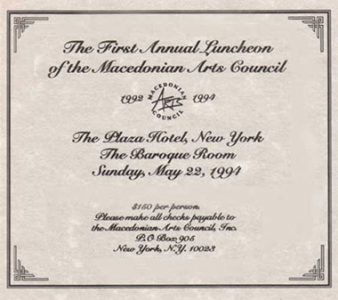 The First Annual Luncheon
of the Macedonian Arts Council
1992 MACEDONIAN ARTS COUNCIL 1994
The Plaza Hotel, New York
The Baroque Room
Sunday, May 22, 1994
$150 per person.
Please make all checks payable to
the Macedonian Arts Council, Inc.
P.O Box 905
New York, N.Y. 10023